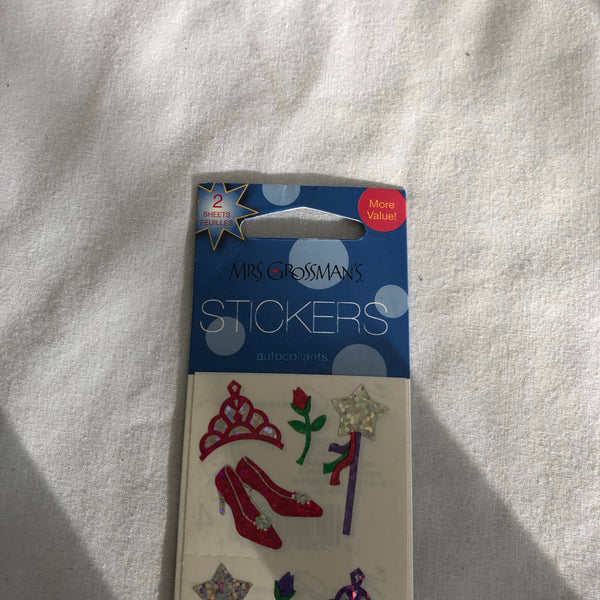 2
SHEETS
FEUILLES
More
Value!
MRS. GROSSMAN'S
STICKERS
autocollants